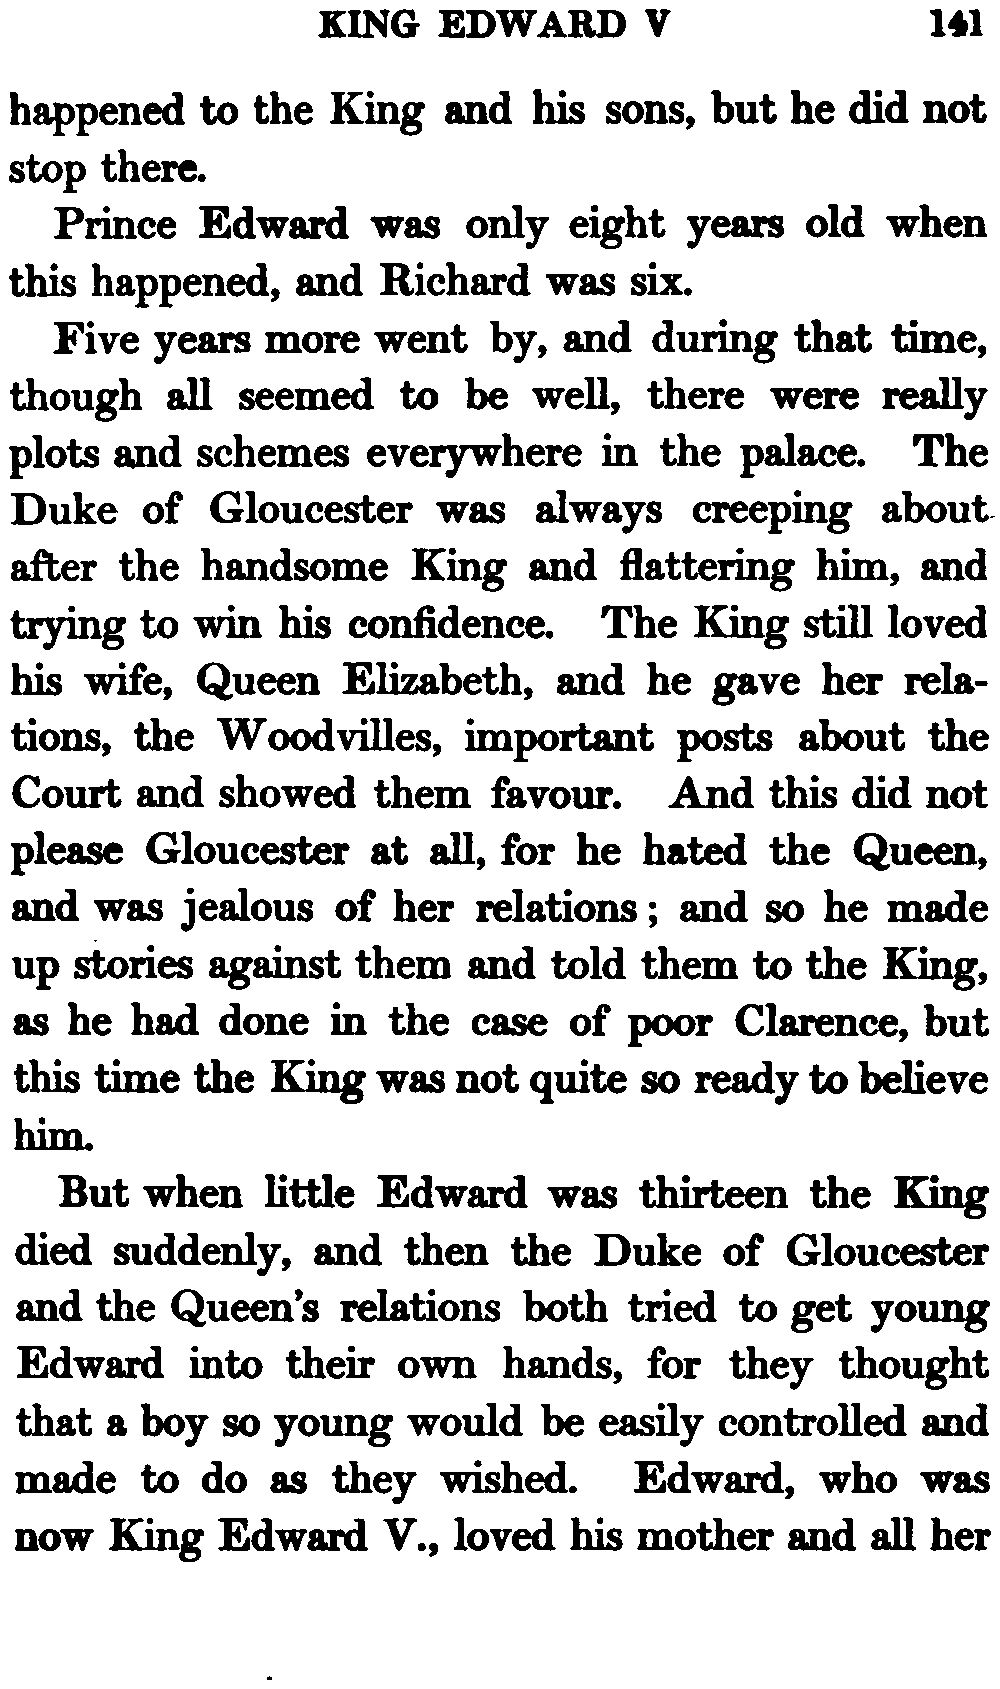 KING EDWARD V 141
happened to the King and his sons, but he did not
stop there.
Prince Edward was only eight years old when
this happened, and Richard was six.
Five years more went by, and during that time,
though all seemed to be well, there were really
plots and schemes everywhere in the palace. The
Duke of Gloucester was always creeping about
after the handsome King and flattering him, and
trying to win his confidence. The King still loved
his wife, Queen Elizabeth, and he gave her rela-
tions, the Woodvilles, important posts about the
Court and showed them favour. And this did not
please Gloucester at all, for he hated the Queen,
and was jealous of her relations; and so he made
up stories against them and told them to the King,
as he had done in the case of poor Clarence, but
this time the King was not quite so ready to believe
him.
But when little Edward was thirteen the King
died suddenly, and then the Duke of Gloucester
and the Queen's relations both tried to get young
Edward into their own hands, for they thought
that a boy so young would be easily controlled and
made to do as they wished. Edward, who was
now King Edward V., loved his mother and all her